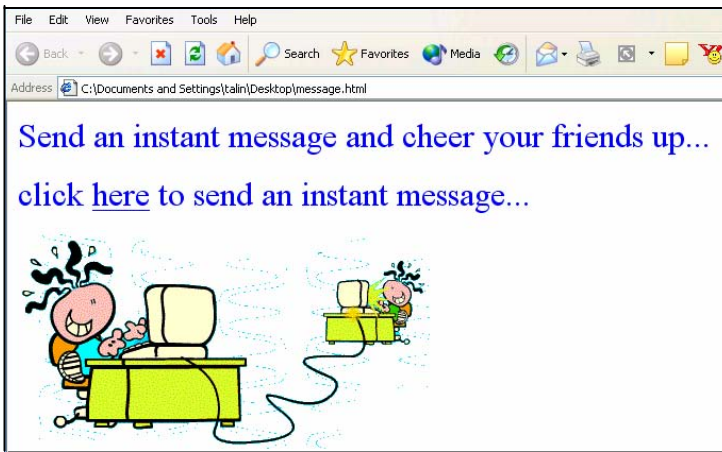 File Edit View Favorites Tools Help
Back Search Favorites Media
Address C:\Documents and Settings\talin\Desktop\message.html
Send an instant message and cheer your friends up...
click here to send an instant message...